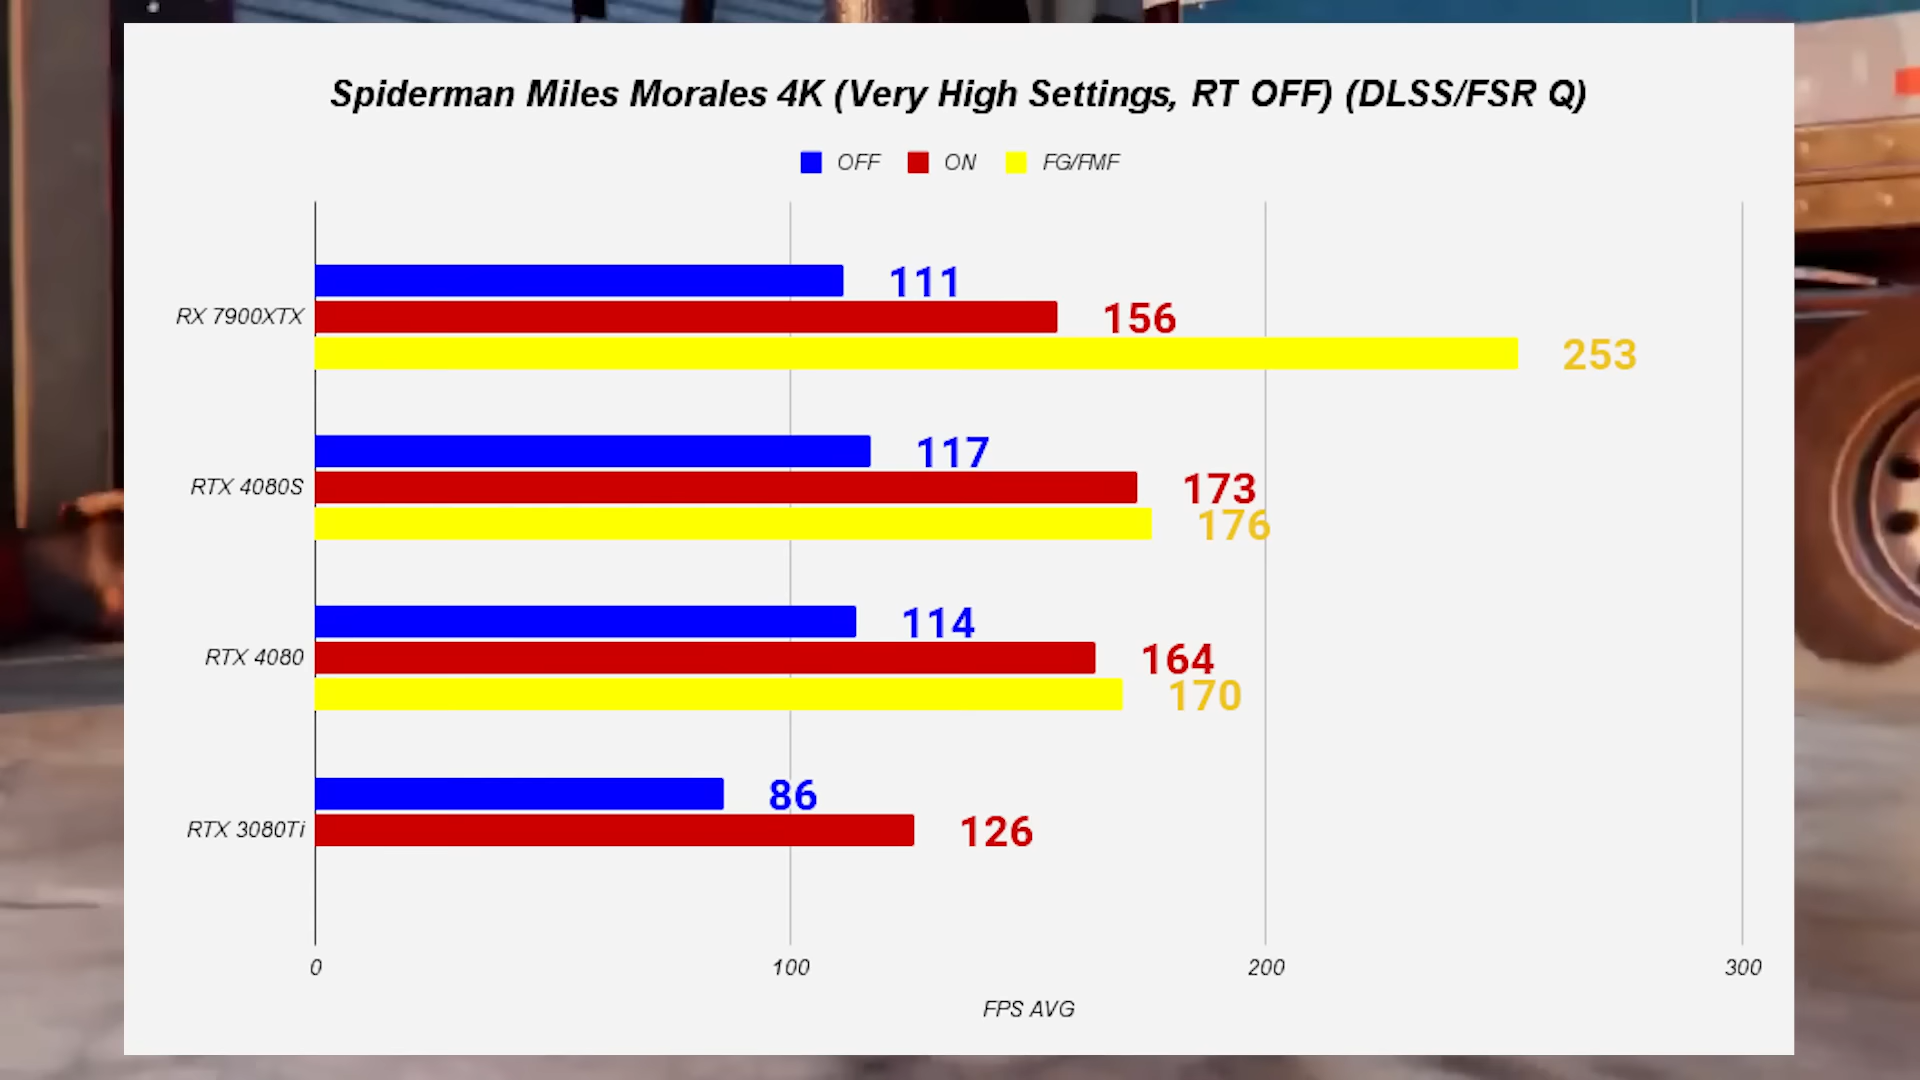 Spiderman Miles Morales 4K (Very High Settings, RT OFF) (DLSS/FSR Q)
OFF ON FG/FMF
RX 7900XTX
111
156
253
RTX 4080S
117
173
176
RTX 4080
114
164
170
RTX 3080Ti
86
126
0 100 200 300
FPS AVG